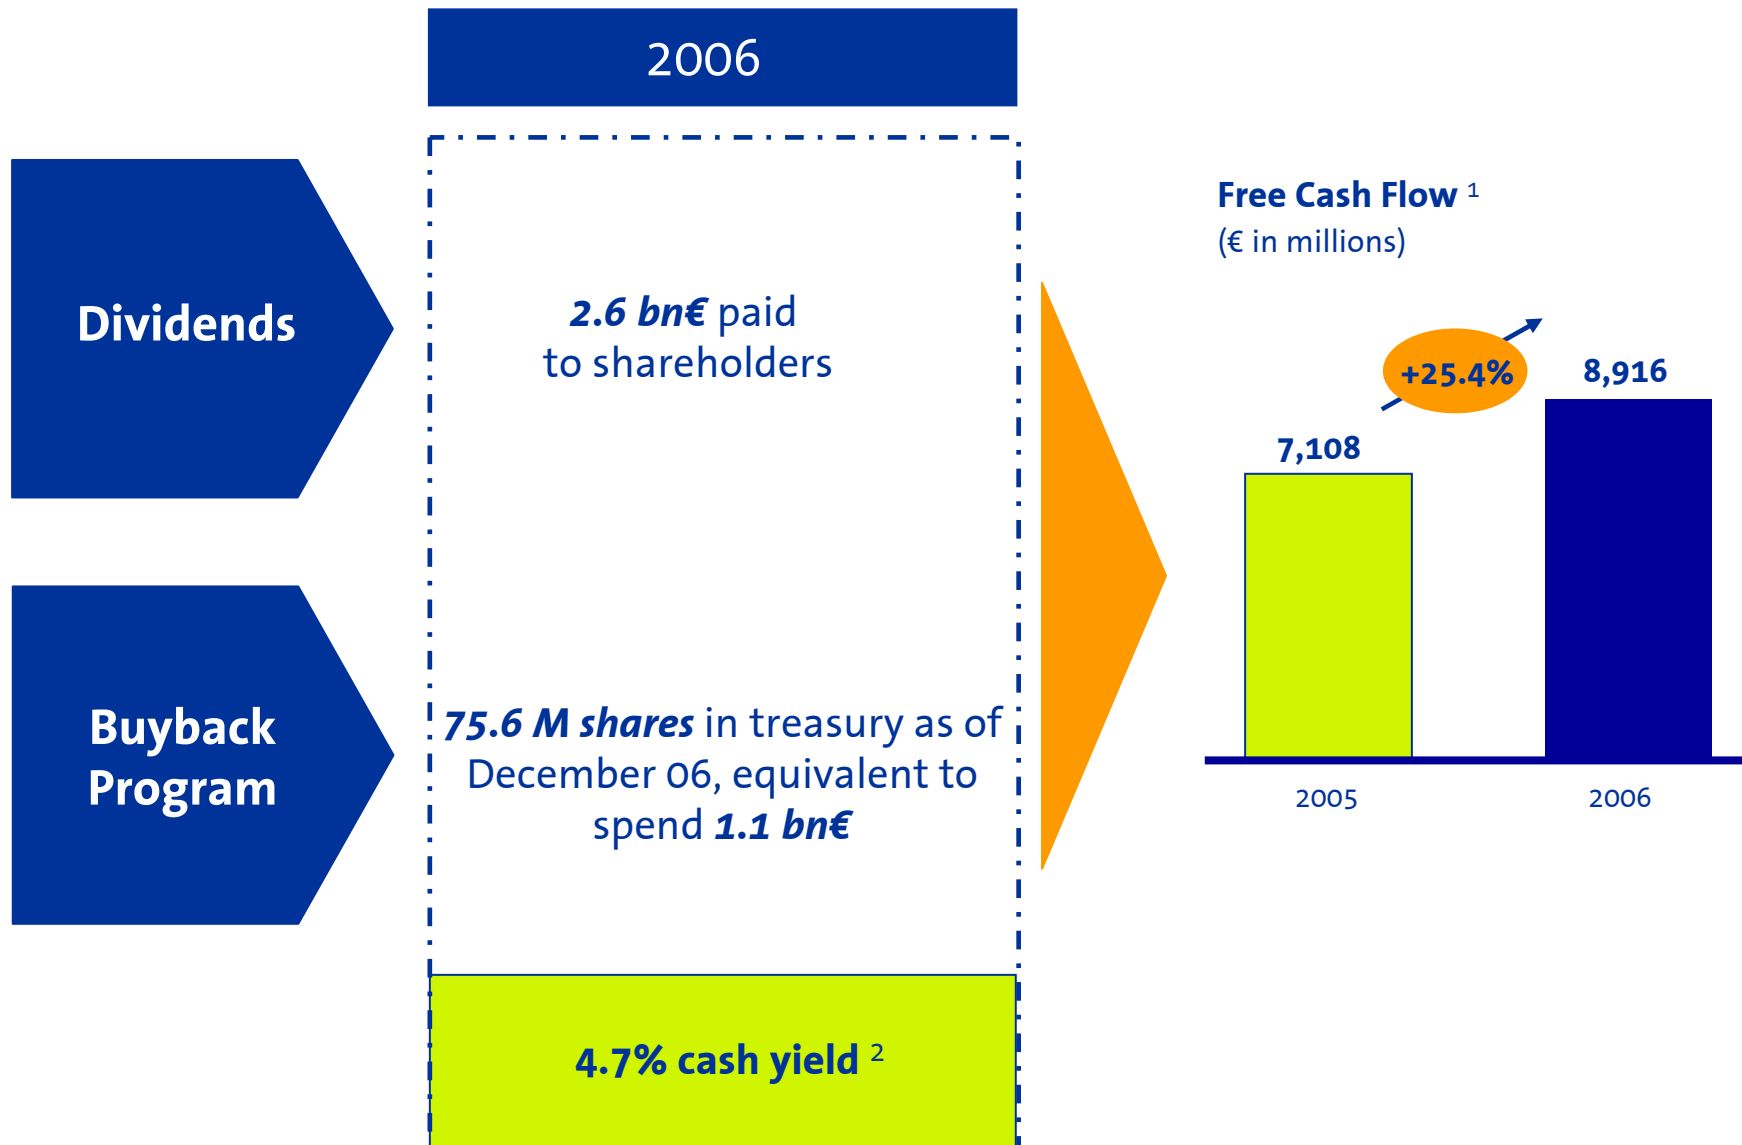 2006
Dividends
2.6 bn€ paid
to shareholders
Buyback
Program
75.6 M shares in treasury as of
December 06, equivalent to
spend 1.1 bn€
4.7% cash yield 2
Free Cash Flow 1
(€ in millions)
+25.4%
8,916
7,108
2005
2006